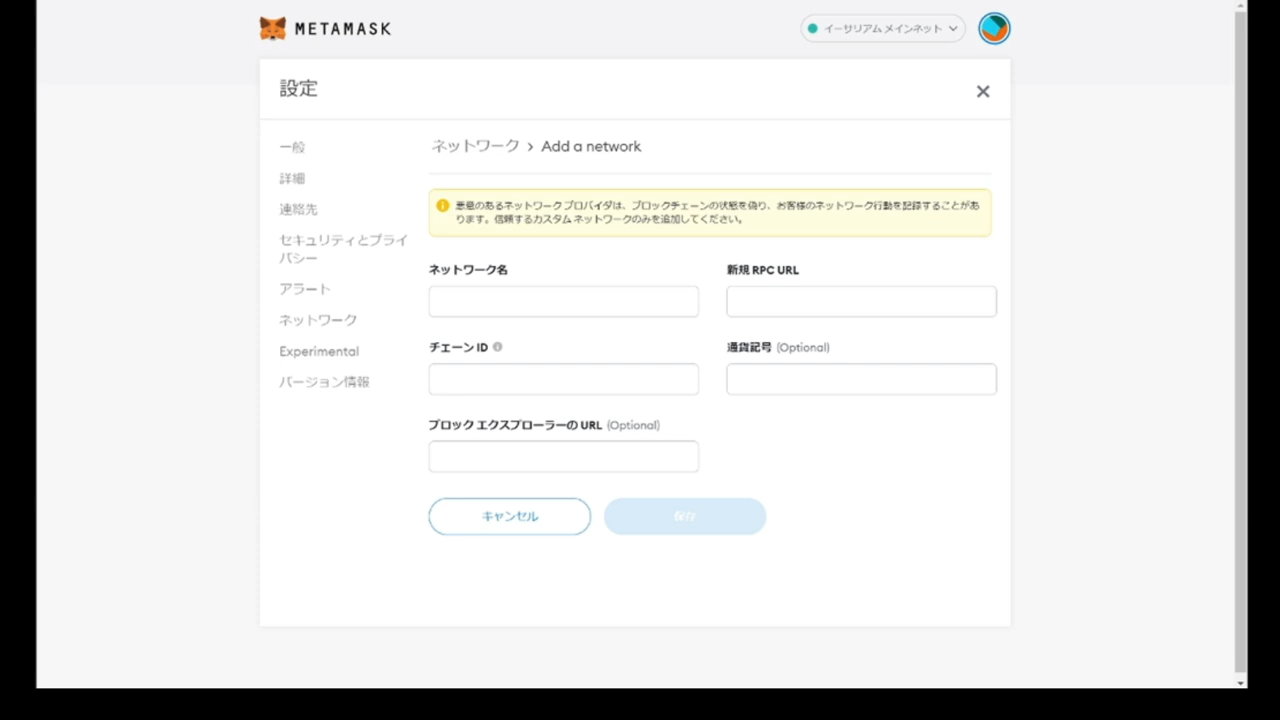 METAMASK
イーサリアム メインネット
設定
一般
詳細
連絡先
セキュリティとプライ
バシー
アラート
ネットワーク
Experimental
バージョン情報
ネットワーク > Add a network
悪意のあるネットワーク プロバイダは、ブロックチェーンの状態を偽り、お客様のネットワーク行動を記録することがあ
ります。信頼するカスタム ネットワークのみを追加してください。
ネットワーク名
新規 RPC URL
チェーン ID
通貨記号 (Optional)
ブロック エクスプローラーの URL (Optional)
キャンセル
保存